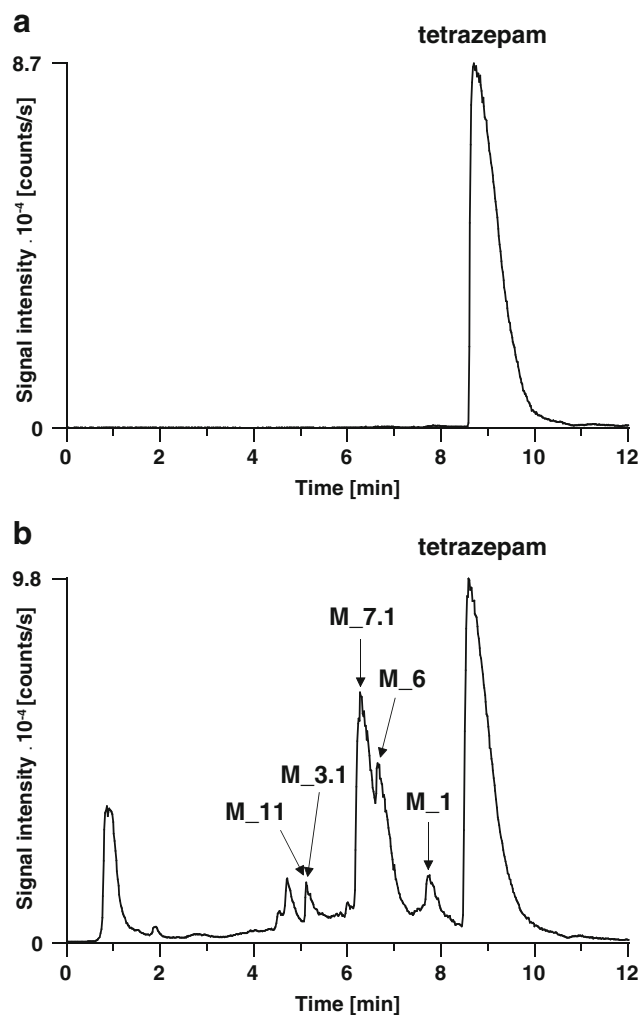 a
tetrazepam
8.7
Signal intensity . 10⁻⁴ [counts/s]
0
0 2 4 6 8 10 12
Time [min]
b
tetrazepam
9.8
M_7.1
M_6
M_3.1
M_11
M_1
Signal intensity . 10⁻⁴ [counts/s]
0
0 2 4 6 8 10 12
Time [min]